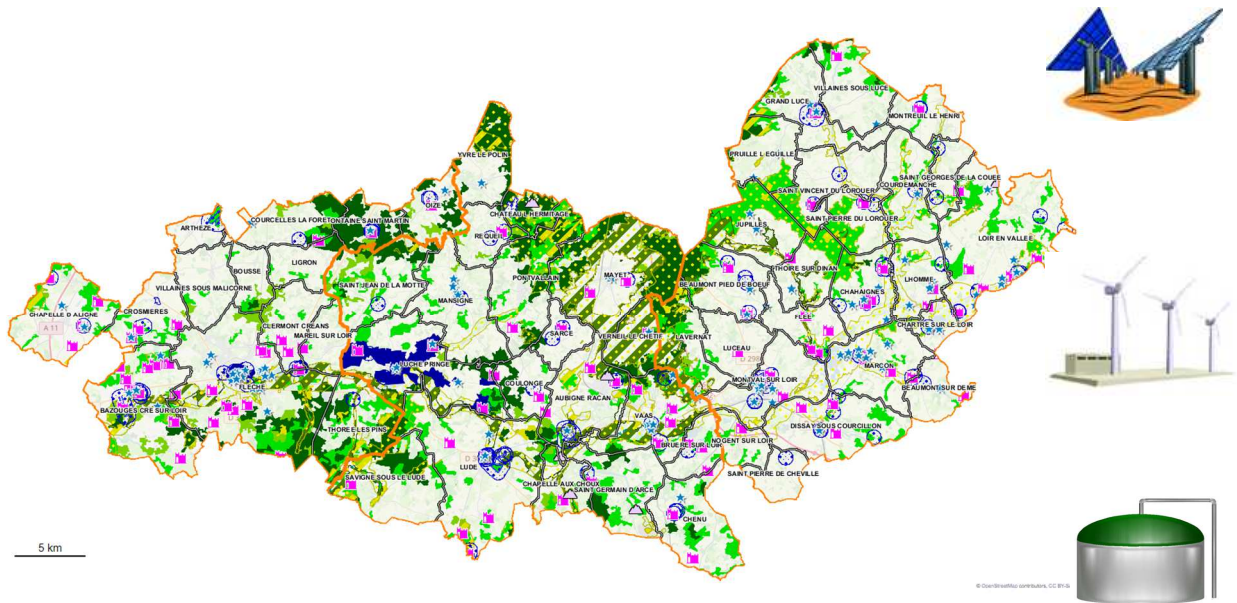 VILLAINES SOUS LUCE
GRAND LUCE
MONTREUIL LE HENRI
YVRE LE POLIN
PRUILLE L EGUILLE
SAINT GEORGES DE LA COUEE
SAINT VINCENT DU LOROUER
COURDEMANCHE
OIZE
CHATEAU L HERMITAGE
COURCELLES LA FORE
FONTAINE SAINT MARTIN
SAINT PIERRE DU LOROUER
ARTHEZE
JUPILLES
REQUEIL
LOIR EN VALLEE
LIGRON
BOUSSE
THOIRE SUR DINAN
MAYET
PONTVALLAIN
LHOMME
SAINT JEAN DE LA MOTTE
BEAUMONT PIED DE BOEUF
VILLAINES SOUS MALICORNE
MANSIGNE
CHAHAIGNES
CROSMIERES
CHAPELLE D ALIGNE
FLEE
CLERMONT CREANS
CHARTRE SUR LE LOIR
A 11
MAREIL SUR LOIR
SARCE
VERNEIL LE CHETIF
LAVERNAT
LUCEAU
LUCHE PRINGE
MARCON
COULONGE
MONTVAL SUR LOIR
FLECHE
BEAUMONT SUR DEME
AUBIGNE RACAN
BAZOUGES CRE SUR LOIR
VAAS
DISSAY SOUS COURCILLON
THOREE LES PINS
BRUERE SUR LOIR
NOGENT SUR LOIR
D 3
LUDE
SAINT PIERRE DE CHEVILLE
SAVIGNE SOUS LE LUDE
CHAPELLE AUX CHOUX
SAINT GERMAIN D'ARCE
CHENU
5 km
© OpenStreetMap contributors, CC BY-S